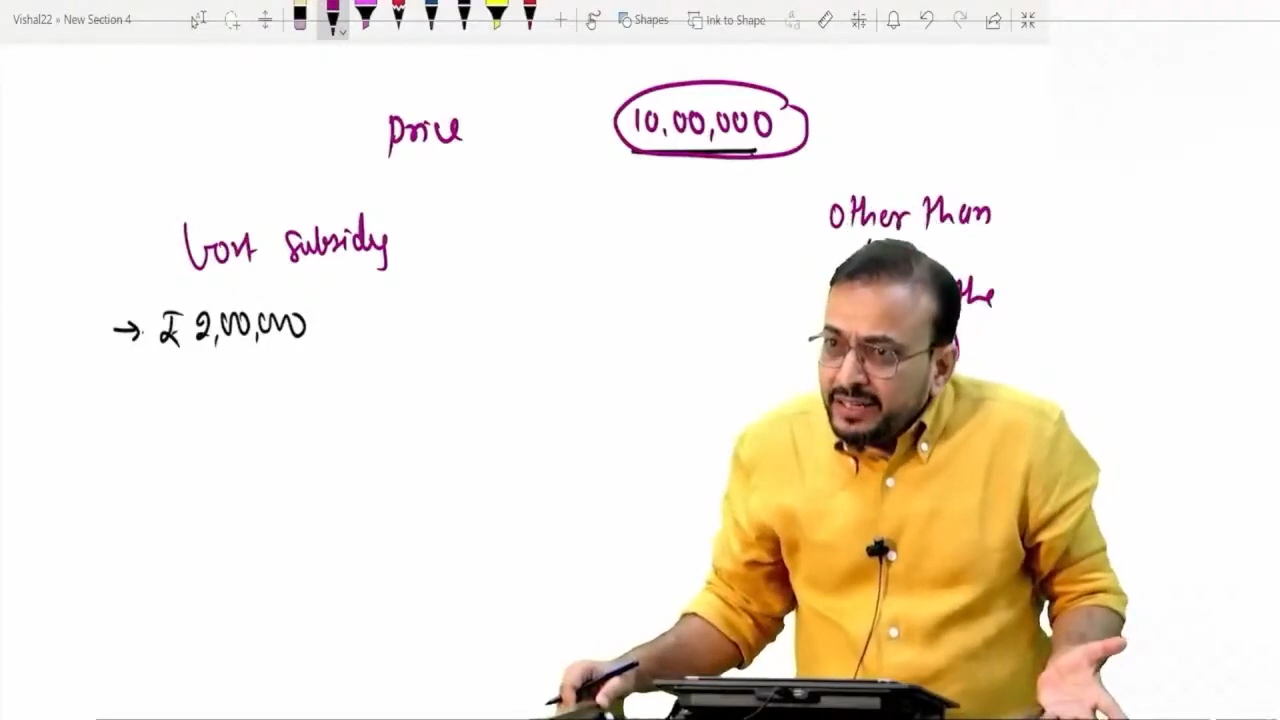 Vishal22 » New Section 4
Shapes
Ink to Shape
Price 10,00,000
Govt subsidy
Other than
the
→ ₹ 2,00,000